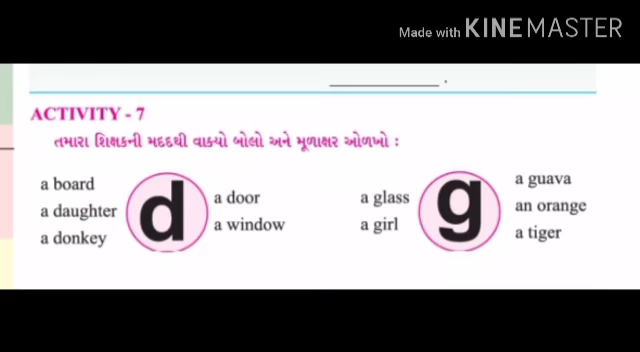 Made with KINEMASTER
ACTIVITY - 7
તમારા શિક્ષકની મદદથી વાક્યો બોલો અને મૂળાક્ષર ઓળખો :
a board
a daughter
a donkey
d
a door
a window
a glass
a girl
g
a guava
an orange
a tiger